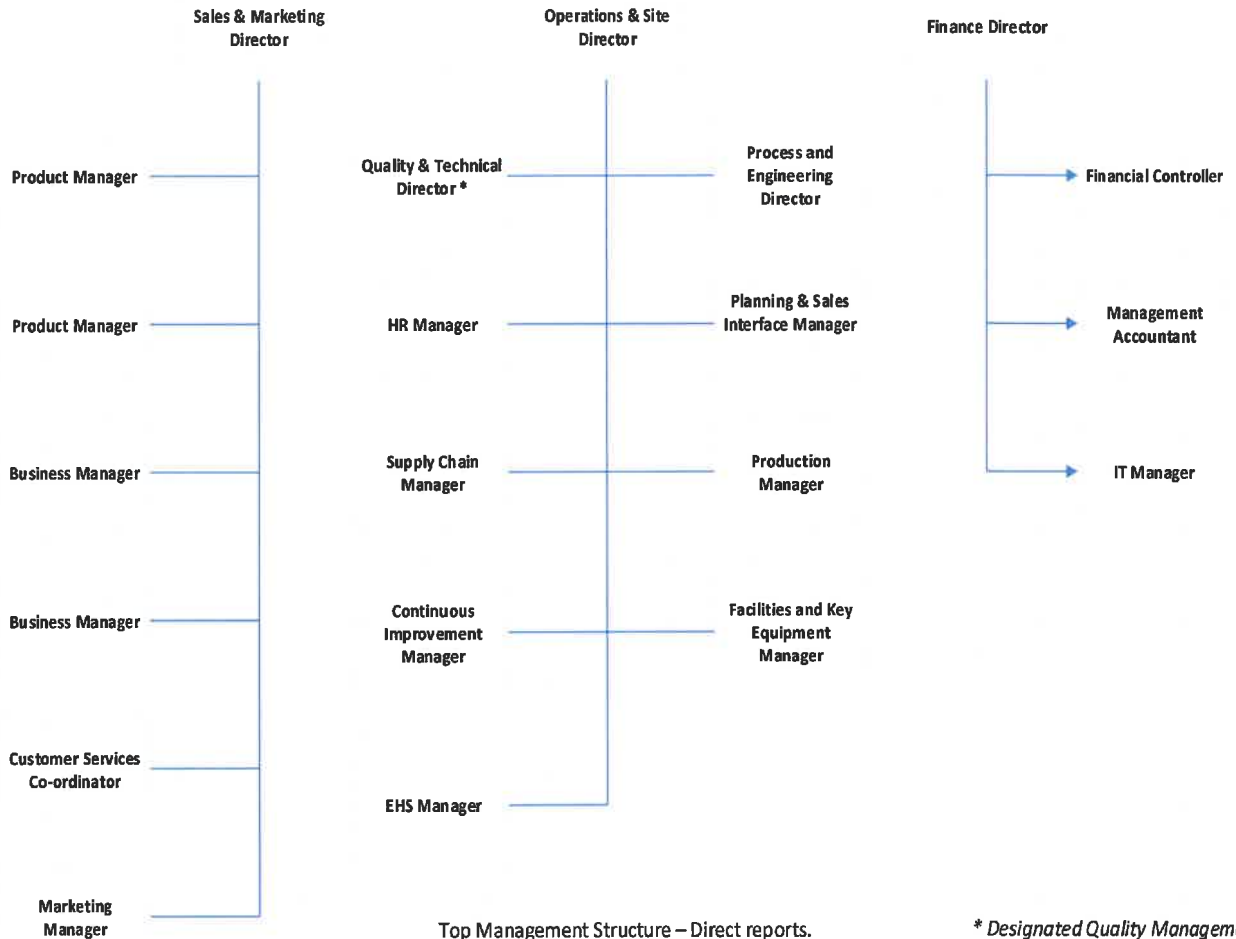 Sales & Marketing
Director
Operations & Site
Director
Finance Director
Product Manager
Quality & Technical
Director *
Process and
Engineering
Director
Financial Controller
Product Manager
HR Manager
Planning & Sales
Interface Manager
Management
Accountant
Business Manager
Supply Chain
Manager
Production
Manager
IT Manager
Business Manager
Continuous
Improvement
Manager
Facilities and Key
Equipment
Manager
Customer Services
Co-ordinator
EHS Manager
Marketing
Manager
Top Management Structure – Direct reports.
* Designated Quality